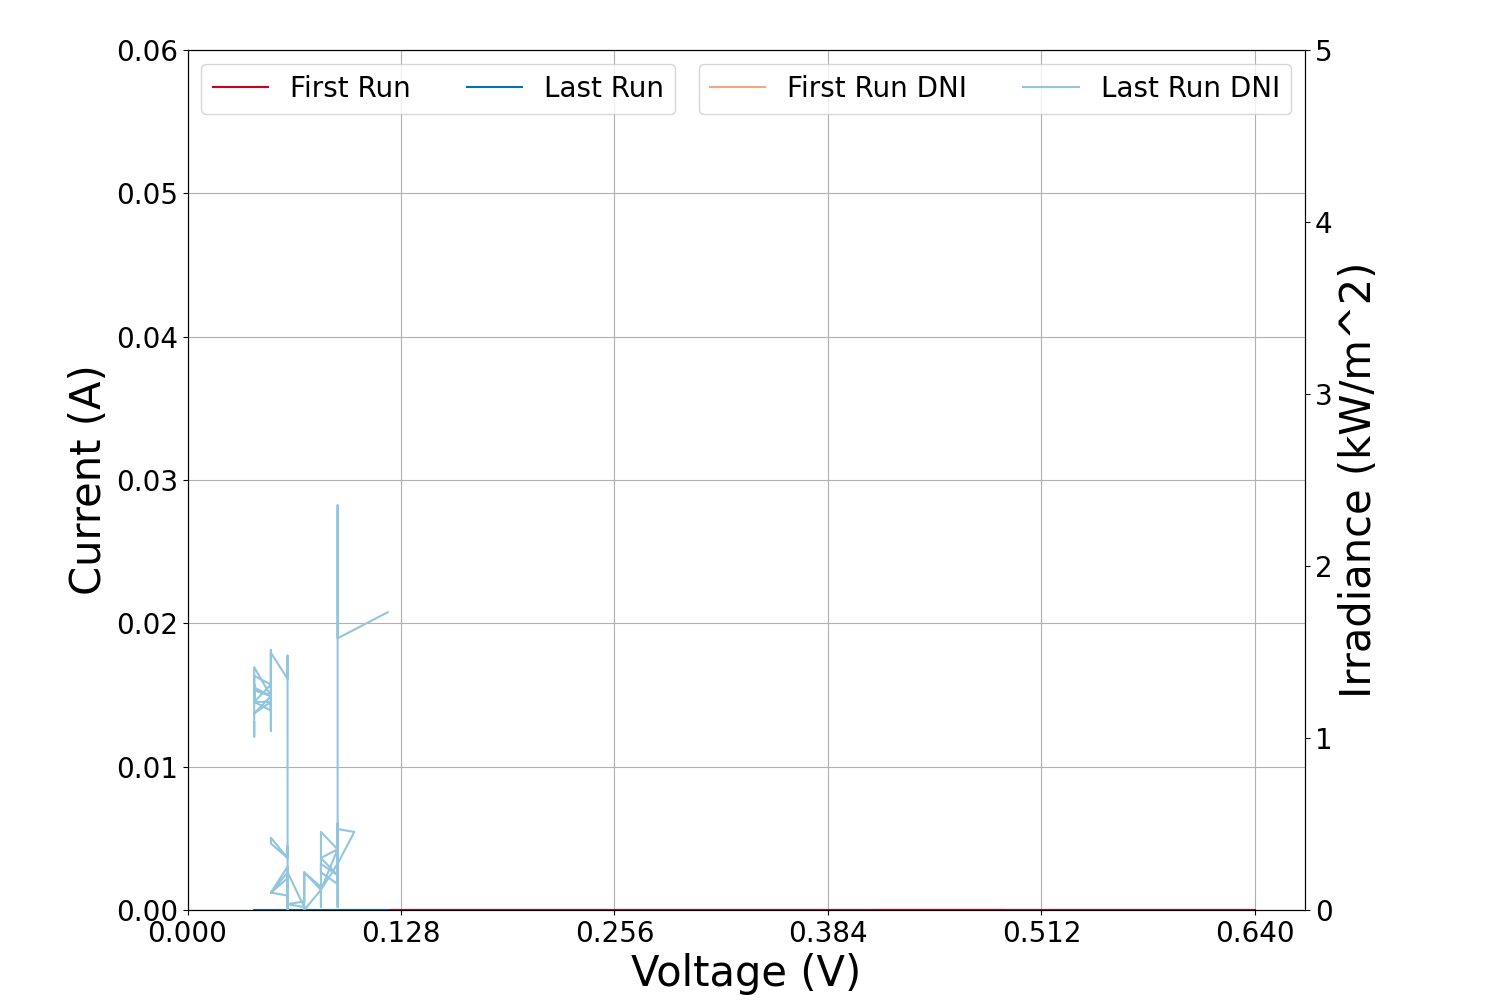 First Run
Last Run
First Run DNI
Last Run DNI
0.06
0.05
0.04
0.03
0.02
0.01
0.00
Current (A)
5
4
3
2
1
0
Irradiance (kW/m^2)
0.000 0.128 0.256 0.384 0.512 0.640
Voltage (V)